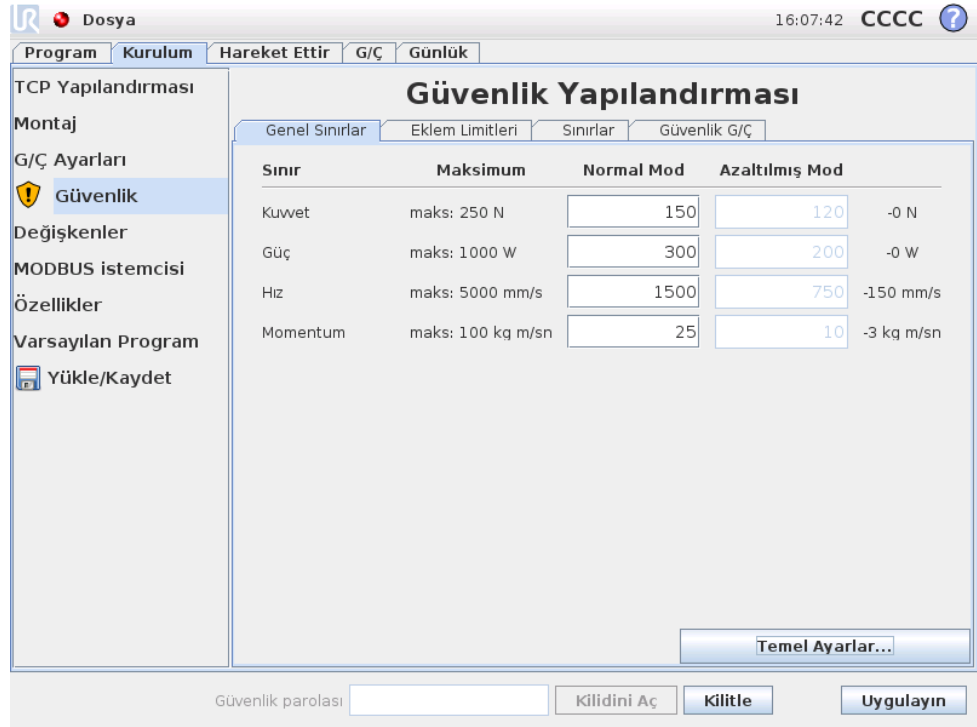 UR Dosya 16:07:42 CCCC ?
Program Kurulum Hareket Ettir G/Ç Günlük
TCP Yapılandırması
Montaj
G/Ç Ayarları
Güvenlik
Değişkenler
MODBUS istemcisi
Özellikler
Varsayılan Program
Yükle/Kaydet
Güvenlik Yapılandırması
Genel Sınırlar Eklem Limitleri Sınırlar Güvenlik G/Ç
Sınır Maksimum Normal Mod Azaltılmış Mod
Kuvvet maks: 250 N 150 120 -0 N
Güç maks: 1000 W 300 200 -0 W
Hız maks: 5000 mm/s 1500 750 -150 mm/s
Momentum maks: 100 kg m/sn 25 10 -3 kg m/sn
Temel Ayarlar...
Güvenlik parolası Kilidini Aç Kilitle Uygulayın